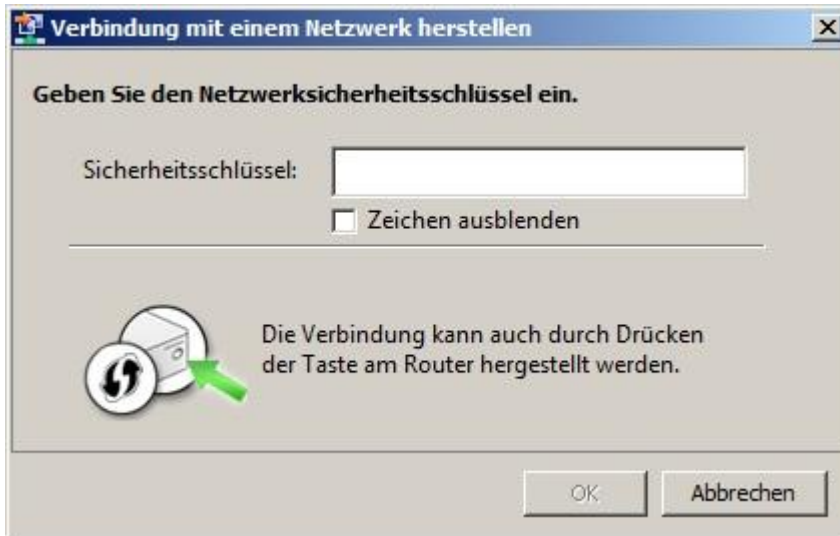 Verbindung mit einem Netzwerk herstellen
Geben Sie den Netzwerksicherheitsschlüssel ein.
Sicherheitsschlüssel:
Zeichen ausblenden
Die Verbindung kann auch durch Drücken
der Taste am Router hergestellt werden.
OK Abbrechen